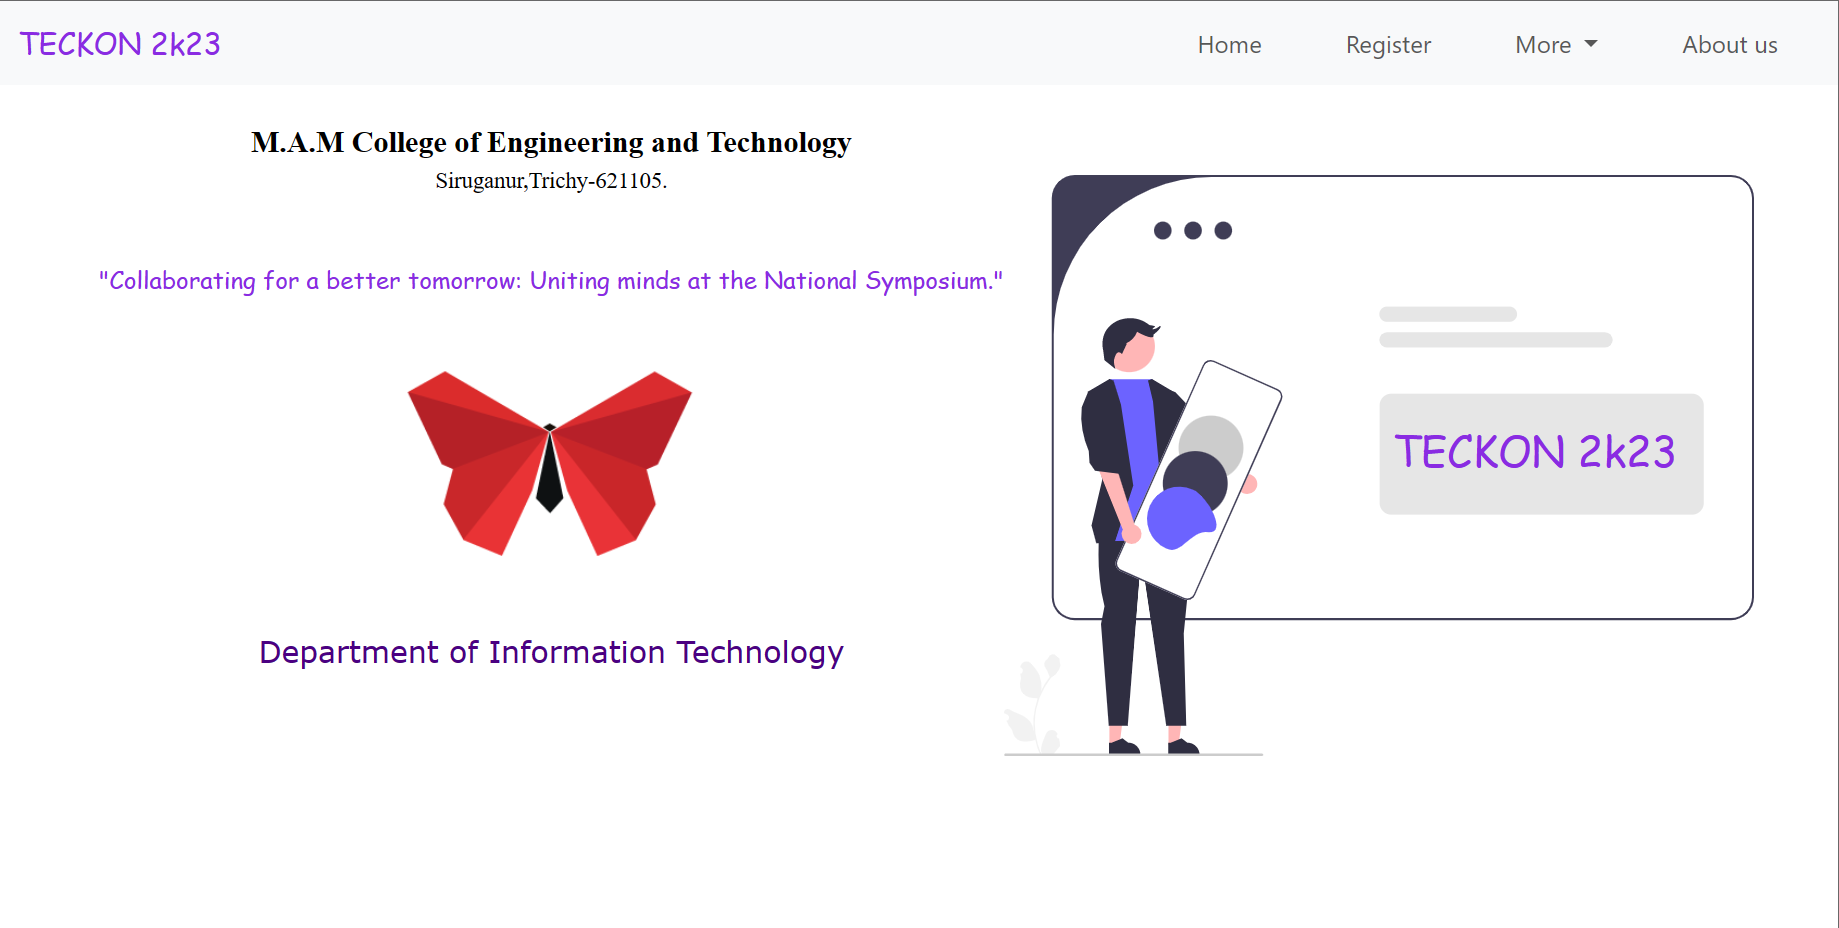 TECKON 2k23
Home
Register
More
About us
M.A.M College of Engineering and Technology
Siruganur,Trichy-621105.
"Collaborating for a better tomorrow: Uniting minds at the National Symposium."
Department of Information Technology
TECKON 2k23